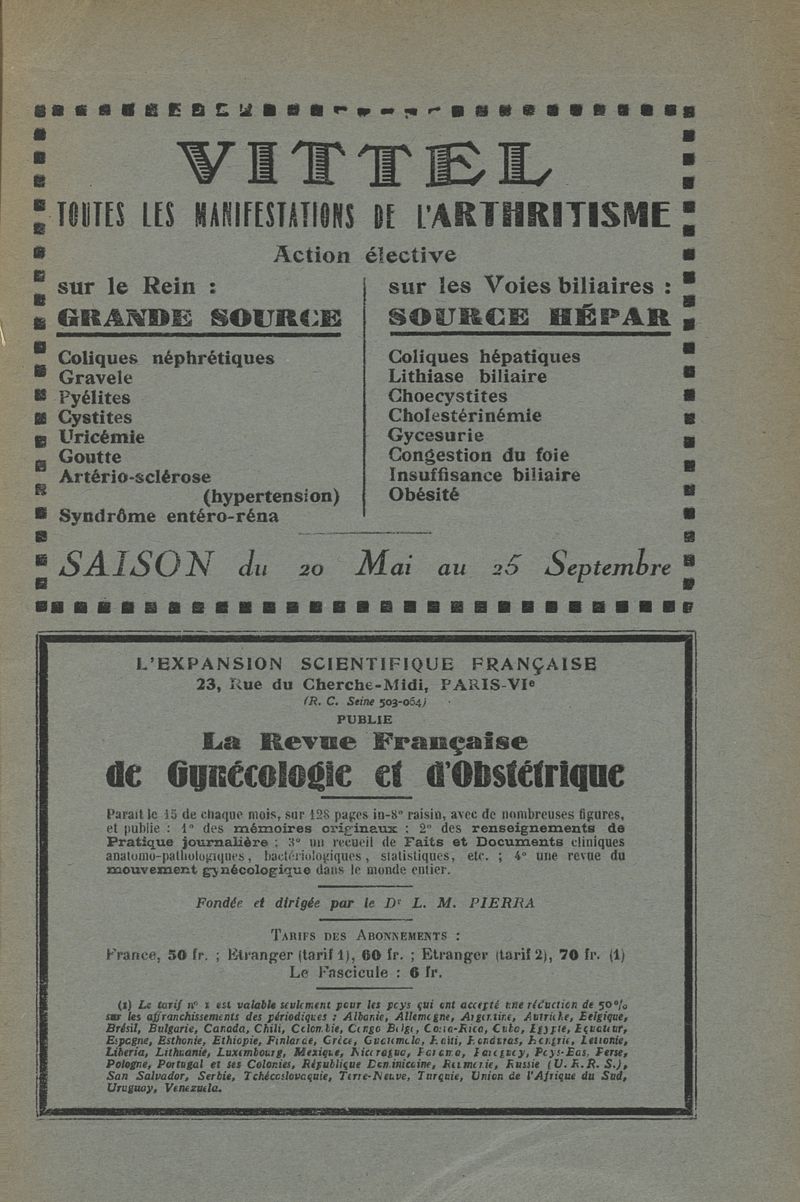 VITTEL
TOUTES LES MANIFESTATIONS DE L'ARTHRITISME
Action élective
sur le Rein :
GRANDE SOURCE
Coliques néphrétiques
Gravele
Pyélites
Cystites
Uricémie
Goutte
Artério-sclérose
(hypertension)
Syndrôme entéro-réna
sur les Voies biliaires :
SOURCE HÉPAR
Coliques hépatiques
Lithiase biliaire
Choecystites
Cholestérinémie
Gycesurie
Congestion du foie
Insuffisance biliaire
Obésité
SAISON du 20 Mai au 25 Septembre
L'EXPANSION SCIENTIFIQUE FRANÇAISE
23, Rue du Cherche-Midi, PARIS-VIe
(R. C. Seine 503-064)
PUBLIE
La Revue Française
de Gynécologie et d'Obstétrique
Parait le 15 de chaque mois, sur 128 pages in-8° raisin, avec de nombreuses figures,
et publie : 1° des mémoires originaux : 2° des renseignements de
Pratique journalière ; 3° un recueil de Faits et Documents cliniques
anatomo-pathologiques, bactériologiques, statistiques, etc. ; 4° une revue du
mouvement gynécologique dans le monde entier.
Fondée et dirigée par le Dr L. M. PIERRA
TARIFS DES ABONNEMENTS :
France, 50 fr. ; Etranger (tarif 1), 60 fr. ; Etranger (tarif 2), 70 fr. (1)
Le Fascicule : 6 fr.
(1) Le tarif n° 1 est valable seulement pour les pays qui ont accepté une réduction de 50 %
sur les affranchissements des périodiques : Albanie, Allemagne, Argentine, Autriche, Belgique,
Brésil, Bulgarie, Canada, Chili, Colombie, Congo Belge, Costa-Rica, Cuba, Egypte, Equateur,
Espagne, Esthonie, Ethiopie, Finlande, Grèce, Guatemala, Haïti, Honduras, Hongrie, Lettonie,
Liberia, Lithuanie, Luxembourg, Mexique, Nicaragua, Panama, Paraguay, Pays-Bas, Perse,
Pologne, Portugal et ses Colonies, République Dominicaine, Roumanie, Russie (U. R. R. S.),
San Salvador, Serbie, Tchécoslovaquie, Terre-Neuve, Turquie, Union de l'Afrique du Sud,
Uruguay, Venezuela.